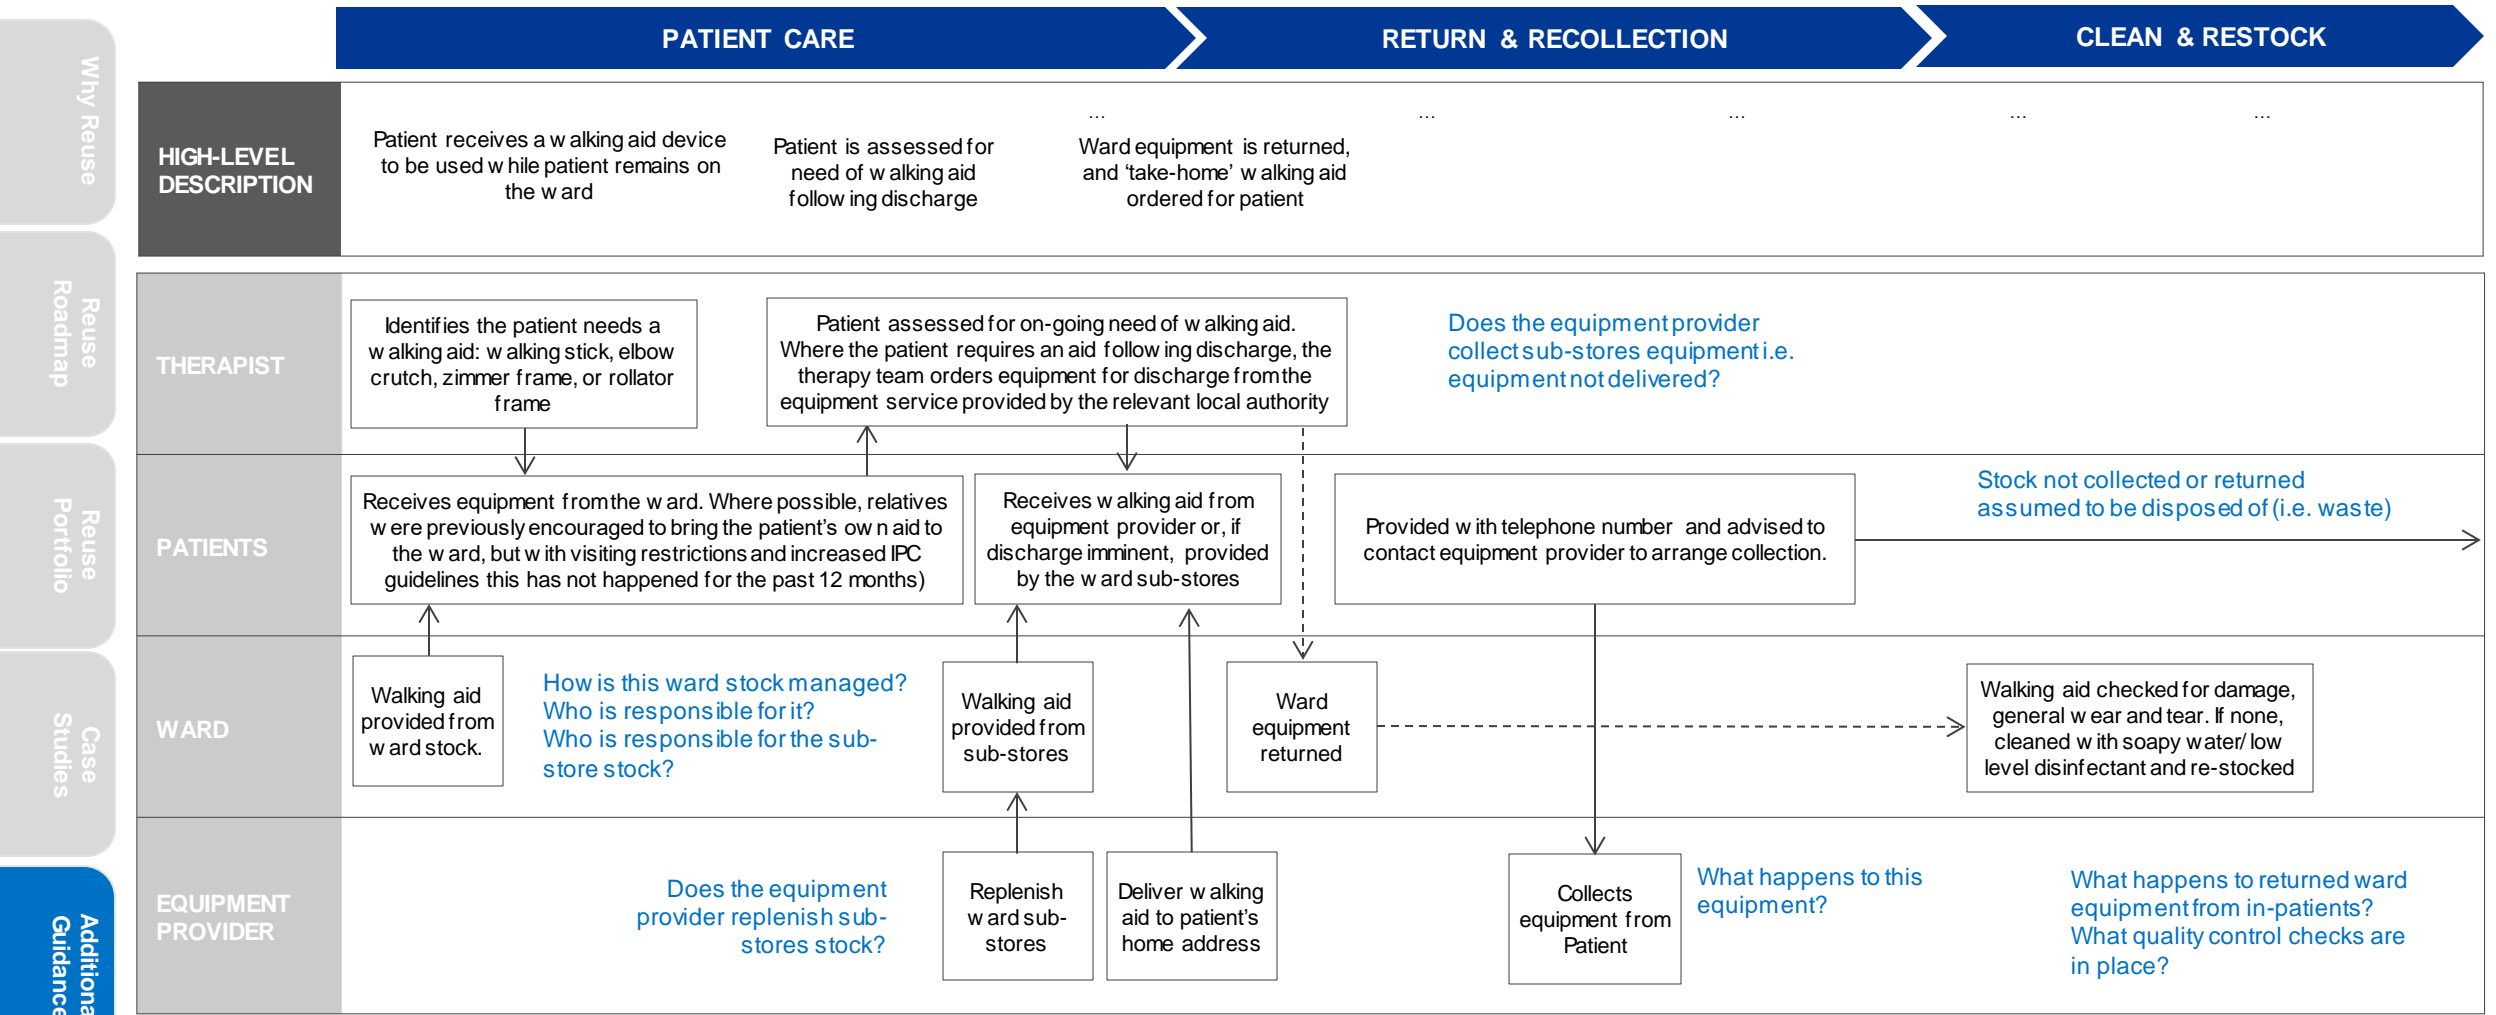 PATIENT CARE
RETURN & RECOLLECTION
CLEAN & RESTOCK
Why Reuse
Reuse
Roadmap
Reuse
Portfolio
Case
Studies
Additiona
Guidance
HIGH-LEVEL
DESCRIPTION
Patient receives a walking aid device
to be used while patient remains on
the ward
Patient is assessed for
need of walking aid
following discharge
...
Ward equipment is returned,
and ‘take-home’ walking aid
ordered for patient
...
...
...
...
THERAPIST
Identifies the patient needs a
walking aid: walking stick, elbow
crutch, zimmer frame, or rollator
frame
Patient assessed for on-going need of walking aid.
Where the patient requires an aid following discharge, the
therapy team orders equipment for discharge from the
equipment service provided by the relevant local authority
Does the equipment provider
collect sub-stores equipment i.e.
equipment not delivered?
PATIENTS
Receives equipment from the ward. Where possible, relatives
were previously encouraged to bring the patient's own aid to
the ward, but with visiting restrictions and increased IPC
guidelines this has not happened for the past 12 months)
Receives walking aid from
equipment provider or, if
discharge imminent, provided
by the ward sub-stores
Provided with telephone number and advised to
contact equipment provider to arrange collection.
Stock not collected or returned
assumed to be disposed of (i.e. waste)
WARD
Walking aid
provided from
ward stock.
How is this ward stock managed?
Who is responsible for it?
Who is responsible for the sub-
store stock?
Walking aid
provided from
sub-stores
Ward
equipment
returned
Walking aid checked for damage,
general wear and tear. If none,
cleaned with soapy water/ low
level disinfectant and re-stocked
EQUIPMENT
PROVIDER
Does the equipment
provider replenish sub-
stores stock?
Replenish
ward sub-
stores
Deliver walking
aid to patient's
home address
Collects
equipment from
Patient
What happens to this
equipment?
What happens to returned ward
equipment from in-patients?
What quality control checks are
in place?